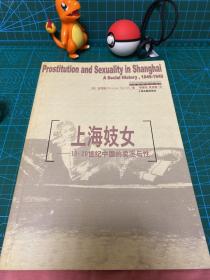 Prostitution and Sexuality in Shanghai
A Social History, 1849-1949
上海妓女
——19-20世纪中国的卖淫与性